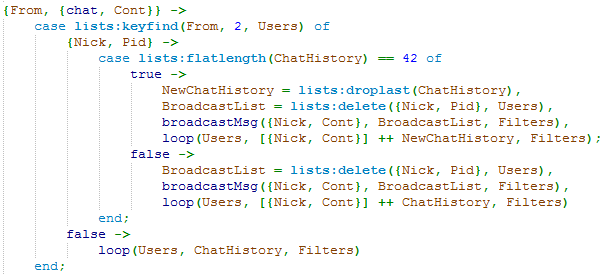 {From, {chat, Cont}} ->
    case lists:keyfind(From, 2, Users) of
        {Nick, Pid} ->
            case lists:flatlength(ChatHistory) == 42 of
                true ->
                    NewChatHistory = lists:droplast(ChatHistory),
                    BroadcastList = lists:delete({Nick, Pid}, Users),
                    broadcastMsg({Nick, Cont}, BroadcastList, Filters),
                    loop(Users, [{Nick, Cont}] ++ NewChatHistory, Filters);
                false ->
                    BroadcastList = lists:delete({Nick, Pid}, Users),
                    broadcastMsg({Nick, Cont}, BroadcastList, Filters),
                    loop(Users, [{Nick, Cont}] ++ ChatHistory, Filters)
            end;
        false ->
            loop(Users, ChatHistory, Filters)
    end;